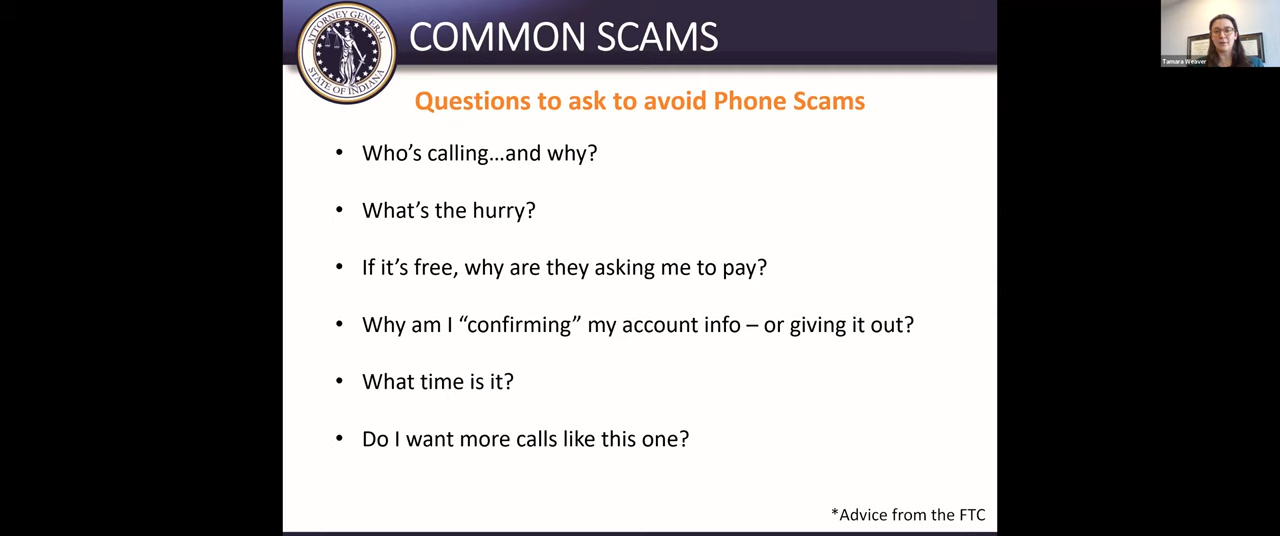 ATTORNEY GENERAL
STATE OF INDIANA
COMMON SCAMS
Tamara Weaver
Questions to ask to avoid Phone Scams
• Who’s calling…and why?
• What’s the hurry?
• If it’s free, why are they asking me to pay?
• Why am I “confirming” my account info – or giving it out?
• What time is it?
• Do I want more calls like this one?
*Advice from the FTC